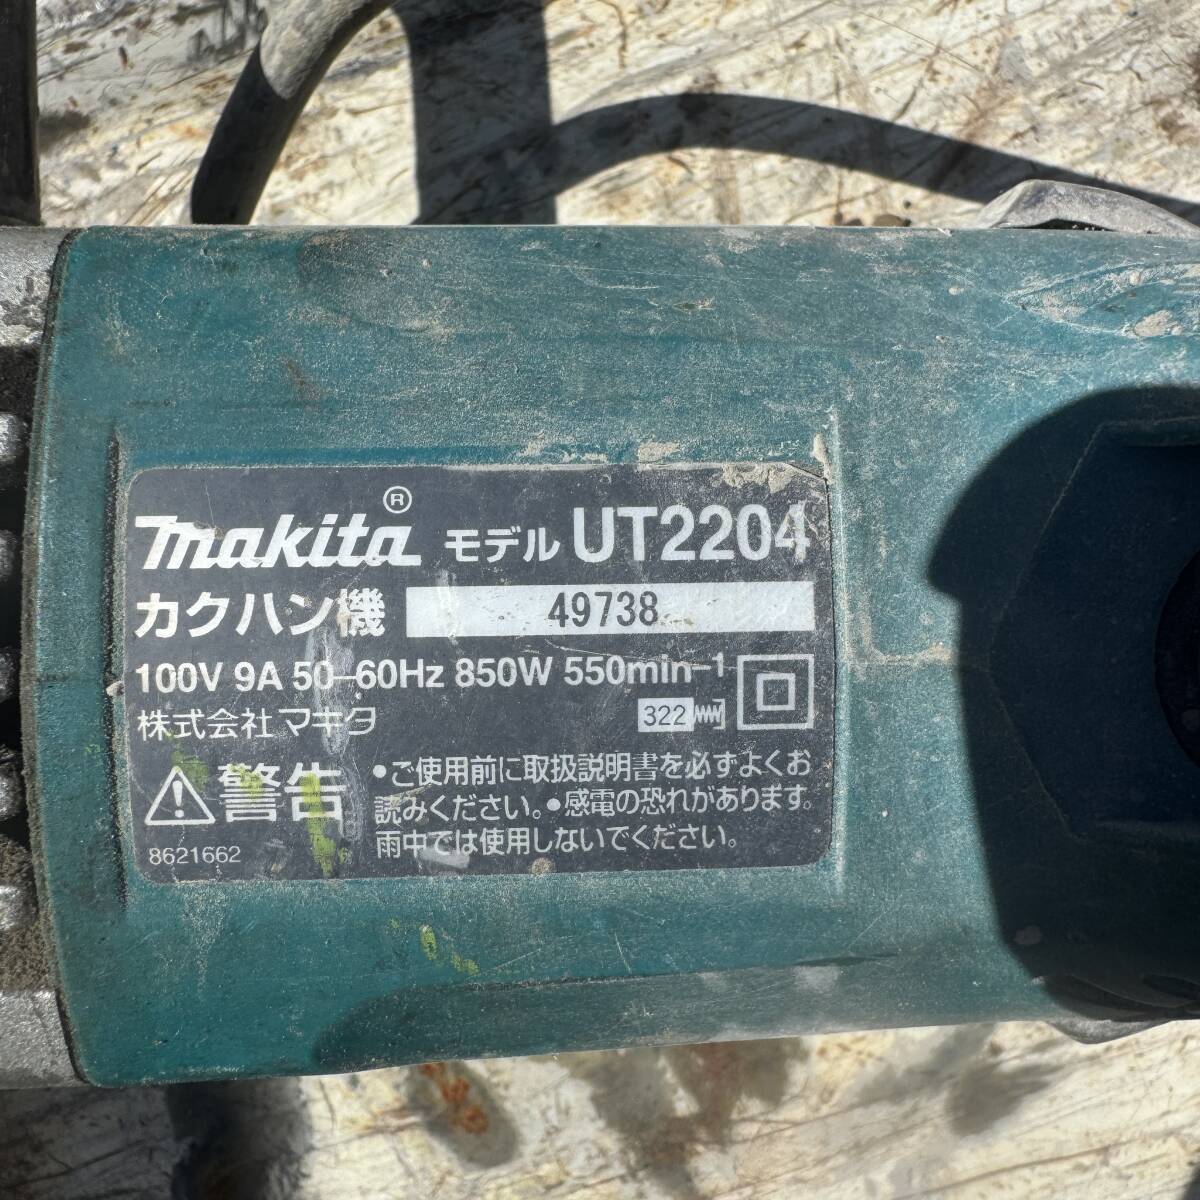 makita® モデル UT2204
カクハン機 49738
100V 9A 50-60Hz 850W 550min-1
株式会社マキタ 322
警告 •ご使用前に取扱説明書を必ずよくお
読みください。•感電の恐れがあります。
雨中では使用しないでください。
8621662